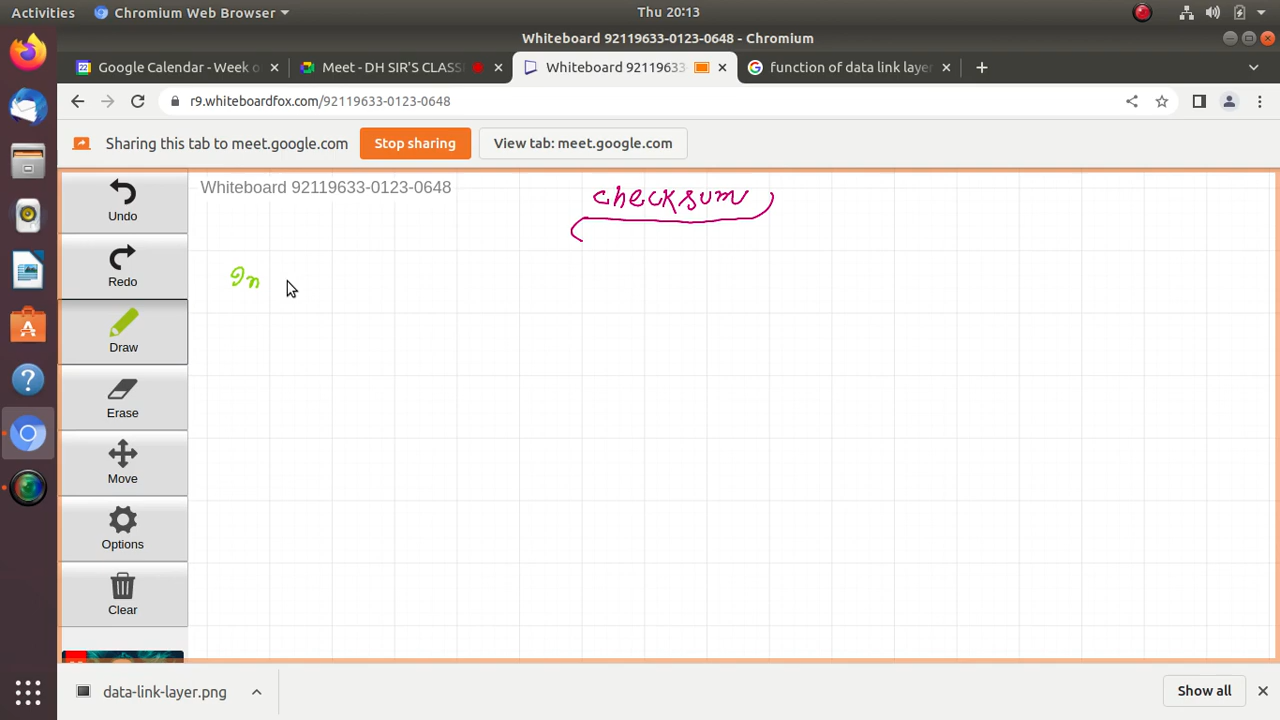 Activities Chromium Web Browser Thu 20:13
Whiteboard 92119633-0123-0648 - Chromium
Google Calendar - Week o Meet - DH SIR'S CLASS Whiteboard 92119633 function of data link layer
r9.whiteboardfox.com/92119633-0123-0648
Sharing this tab to meet.google.com Stop sharing View tab: meet.google.com
Whiteboard 92119633-0123-0648
checksum
In
Undo
Redo
Draw
Erase
Move
Options
Clear
data-link-layer.png Show all